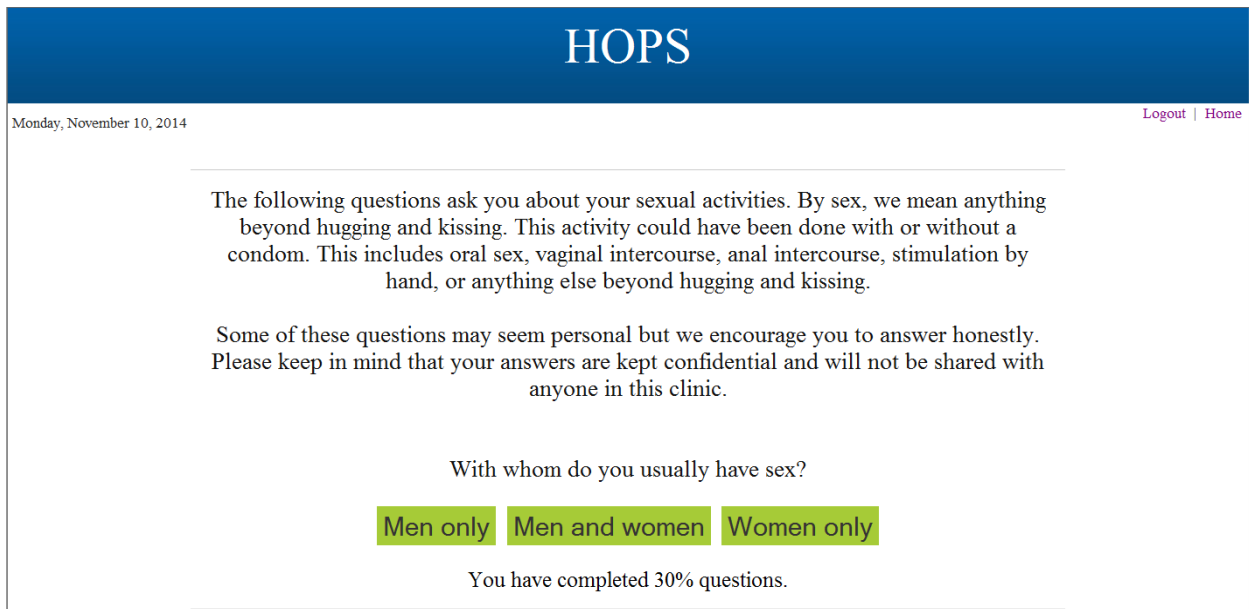 HOPS
Monday, November 10, 2014
Logout | Home
The following questions ask you about your sexual activities. By sex, we mean anything
beyond hugging and kissing. This activity could have been done with or without a
condom. This includes oral sex, vaginal intercourse, anal intercourse, stimulation by
hand, or anything else beyond hugging and kissing.
Some of these questions may seem personal but we encourage you to answer honestly.
Please keep in mind that your answers are kept confidential and will not be shared with
anyone in this clinic.
With whom do you usually have sex?
Men only Men and women Women only
You have completed 30% questions.